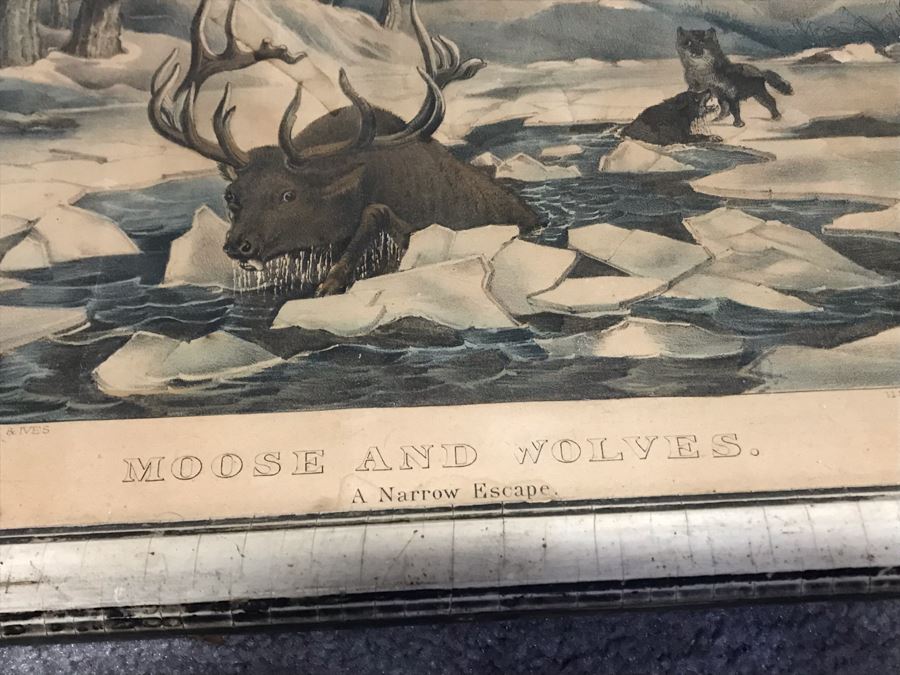 & IVES
MOOSE AND WOLVES.
A Narrow Escape.